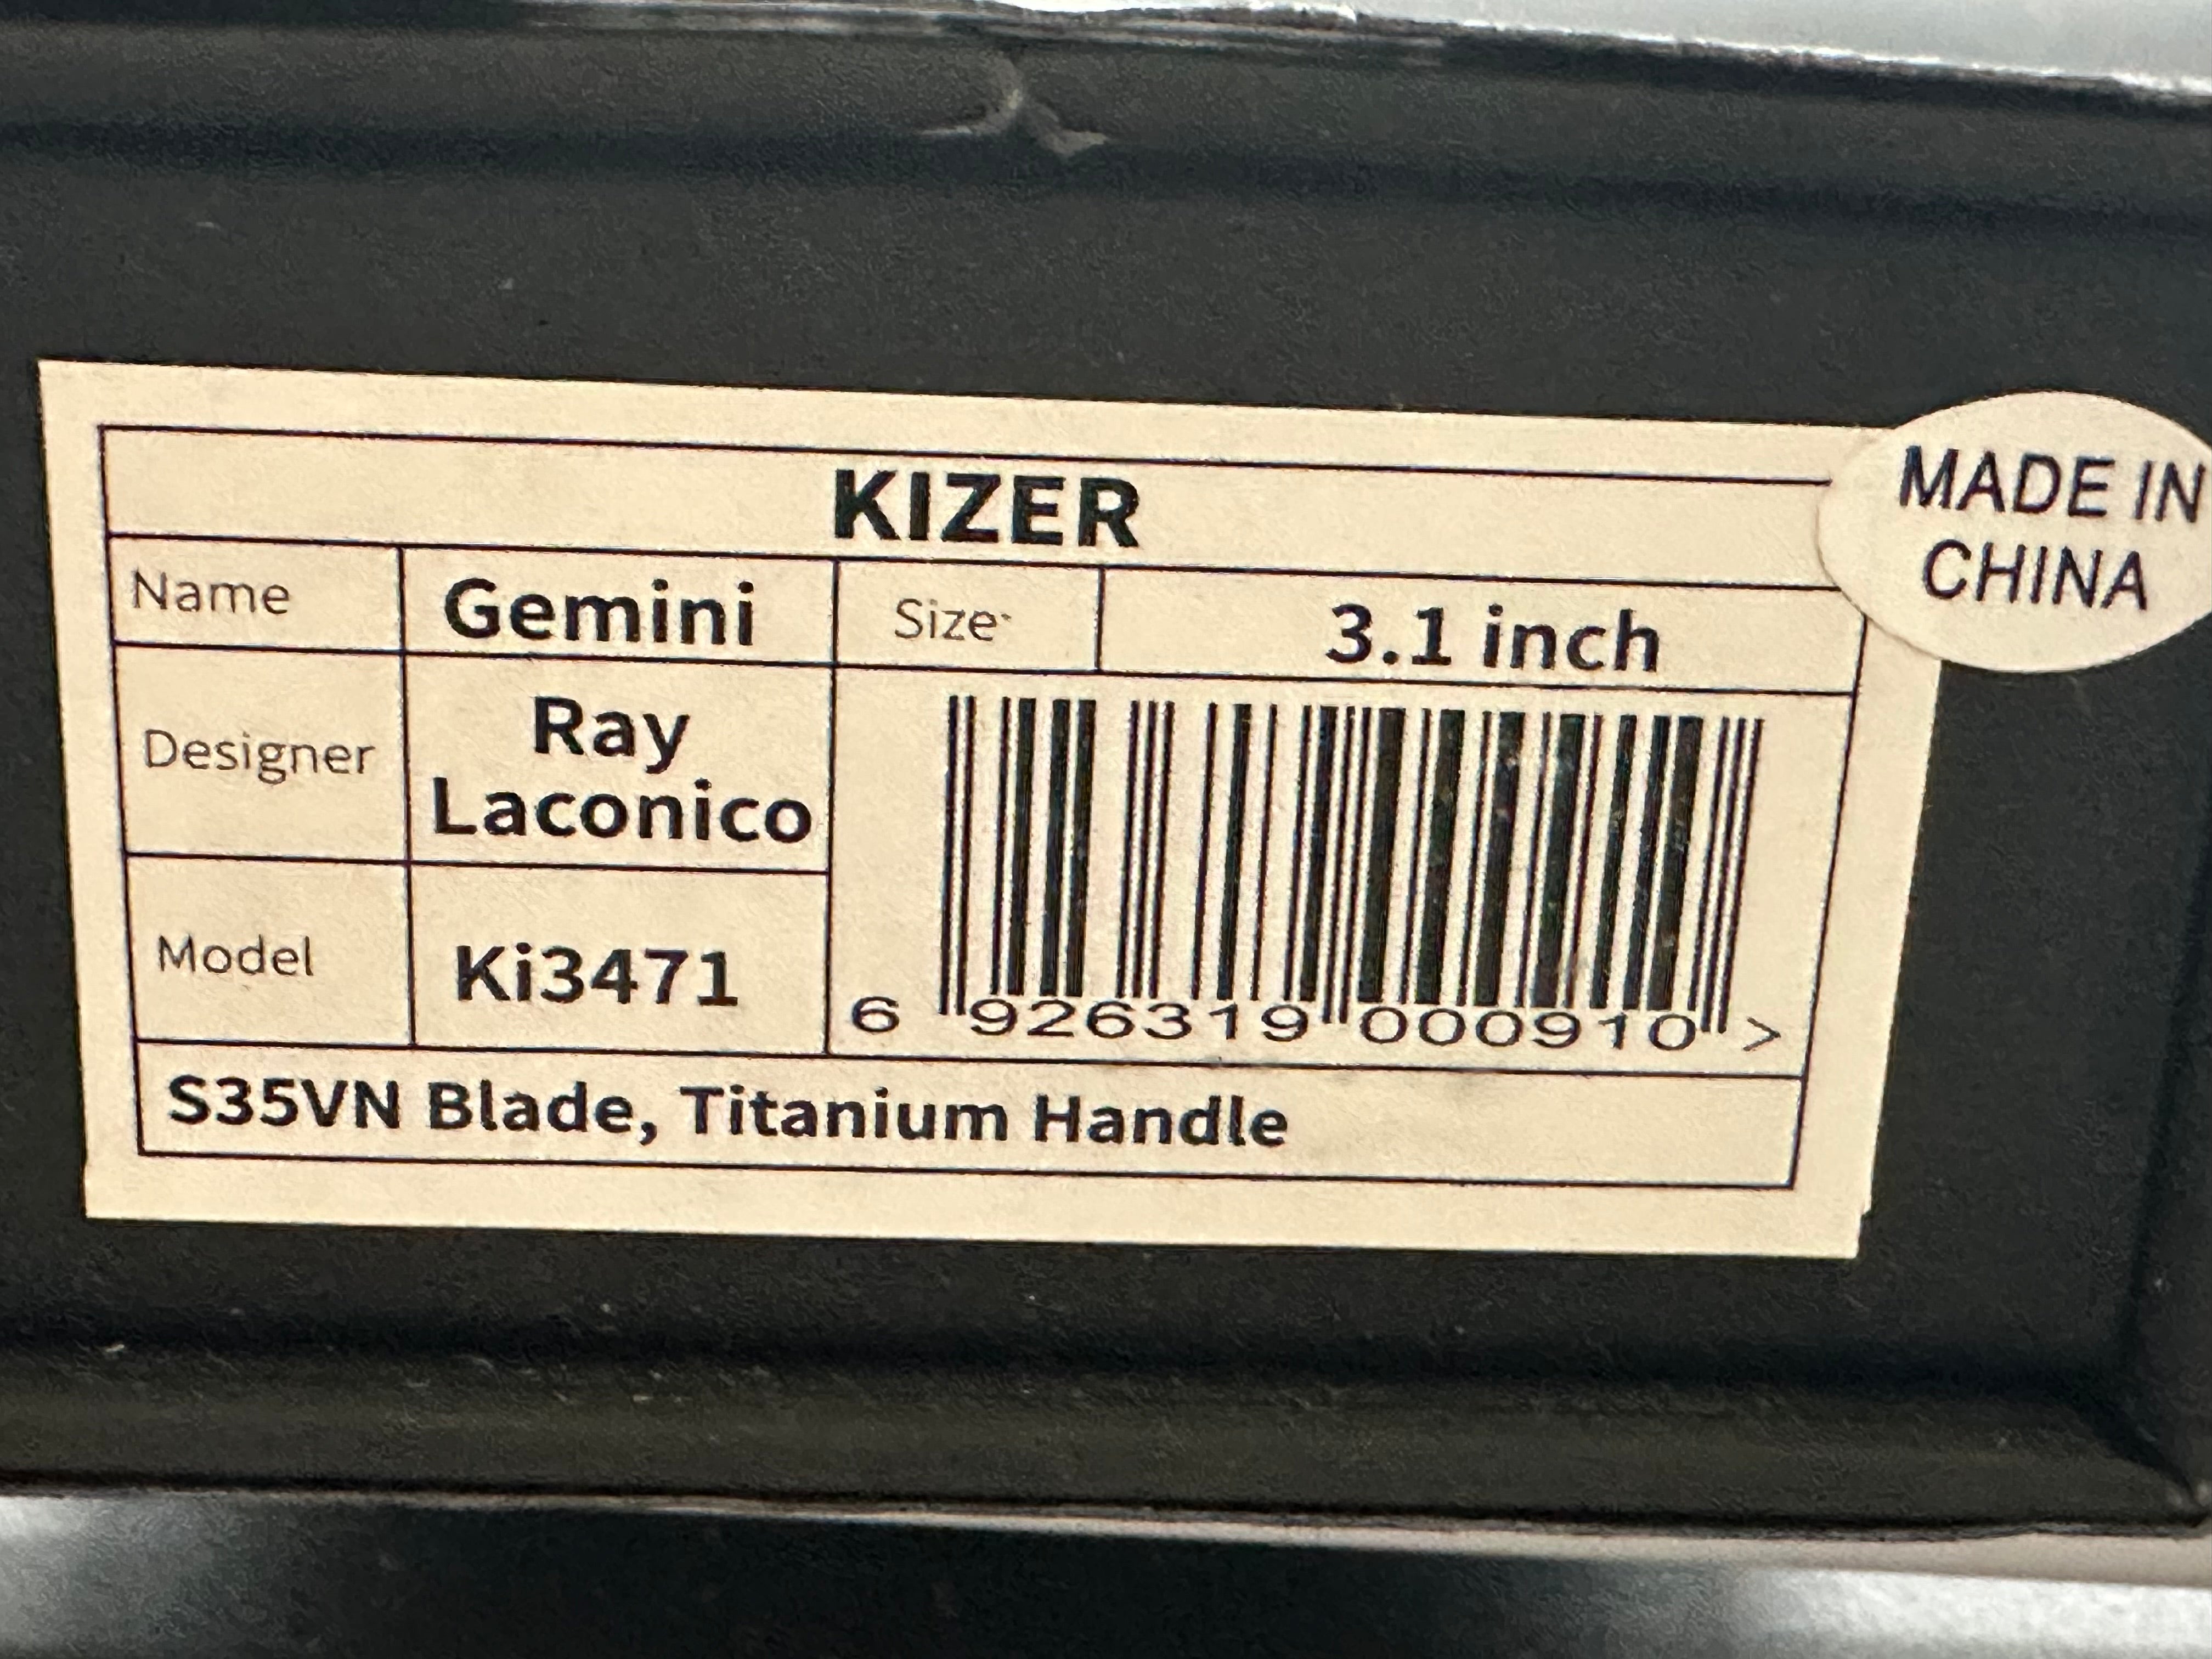 KIZER
MADE IN
CHINA
Name Gemini Size 3.1 inch
Designer Ray
Laconico
Model Ki3471
6 926319 000910 >
S35VN Blade, Titanium Handle